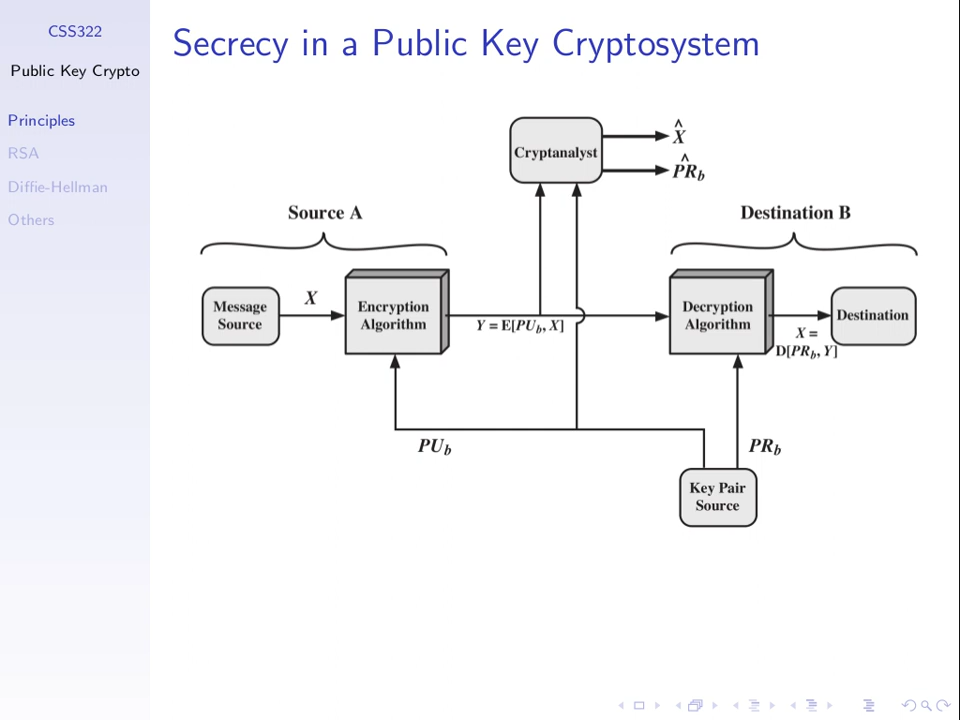 CSS322
Public Key Crypto
Principles
RSA
Diffie-Hellman
Others
Secrecy in a Public Key Cryptosystem
Cryptanalyst
X̂
P̂R_b
Source A
Destination B
Message
Source
X
Encryption
Algorithm
Y = E[PU_b, X]
Decryption
Algorithm
X =
D[PR_b, Y]
Destination
PU_b
PR_b
Key Pair
Source